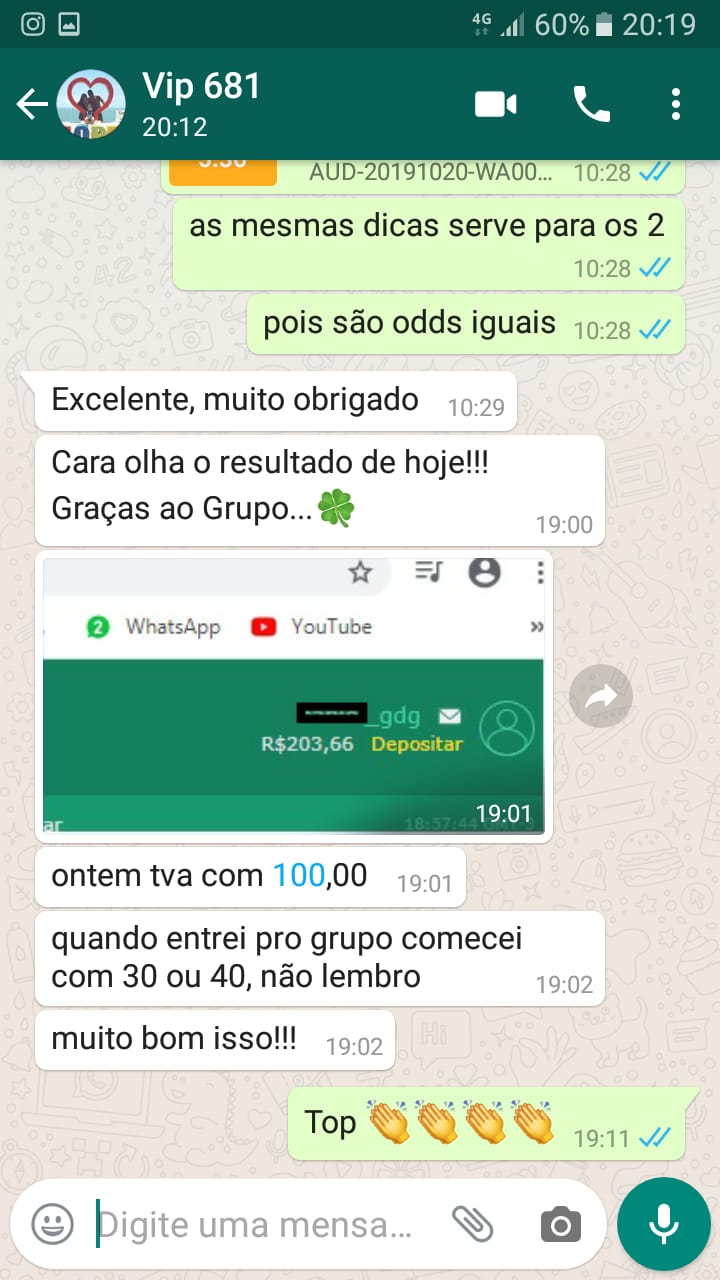 4G 60% 20:19
Vip 681
20:12
AUD-20191020-WA00... 10:28
as mesmas dicas serve para os 2
10:28
pois são odds iguais 10:28
Excelente, muito obrigado 10:29
Cara olha o resultado de hoje!!!
Graças ao Grupo...🍀
19:00
2 WhatsApp YouTube »
_gdg
R$203,66 Depositar
19:01
ar 18:57:44
ontem tva com 100,00 19:01
quando entrei pro grupo comecei
com 30 ou 40, não lembro 19:02
muito bom isso!!! 19:02
Top 👏👏👏👏 19:11
Digite uma mensa...